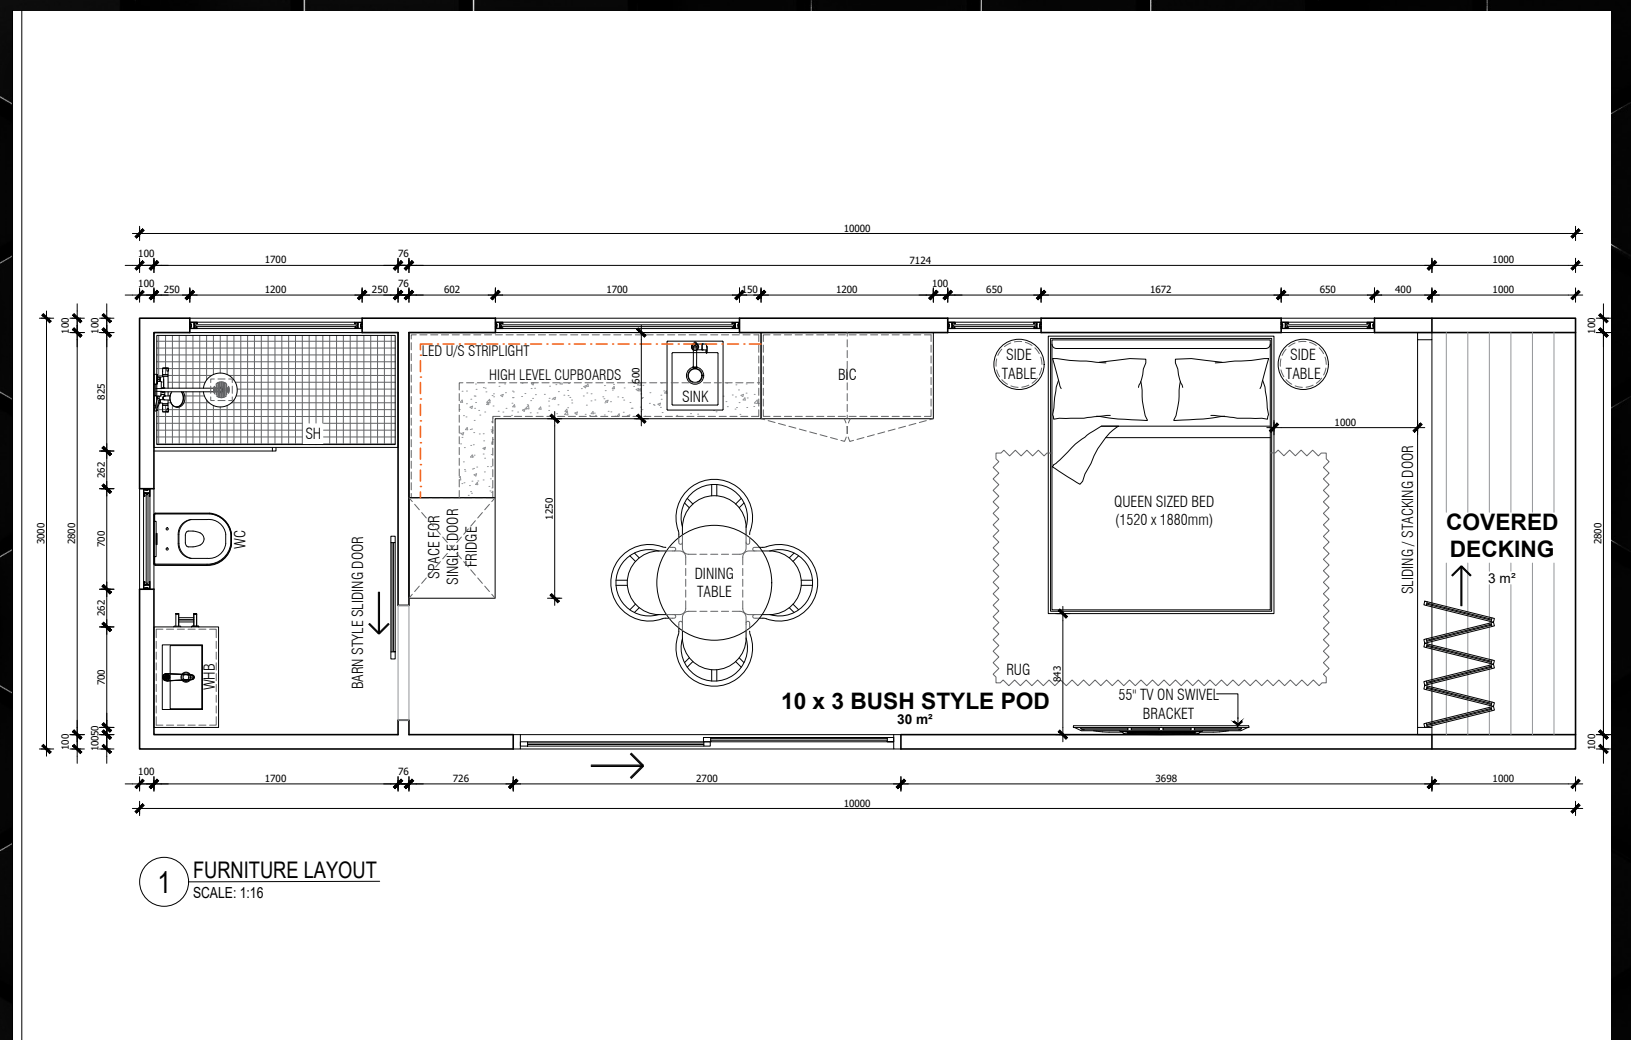 10000
100
1700
76
7124
1000
100
250
1200
250
76
602
1700
150
1200
100
650
1672
650
400
1000
3000
100
2800
100
100
825
262
700
262
700
50
100
LED U/S STRIPLIGHT
HIGH LEVEL CUPBOARDS
600
SINK
BIC
SIDE
TABLE
SIDE
TABLE
1000
SH
WC
WHB
BARN STYLE SLIDING DOOR
SPACE FOR
SINGLE DOOR
FRIDGE
1250
DINING
TABLE
QUEEN SIZED BED
(1520 x 1880mm)
SLIDING / STACKING DOOR
COVERED
DECKING
3 m²
100
2800
100
RUG
843
55" TV ON SWIVEL
BRACKET
10 x 3 BUSH STYLE POD
30 m²
100
1700
76
726
2700
3698
1000
10000
1
FURNITURE LAYOUT
SCALE: 1:16